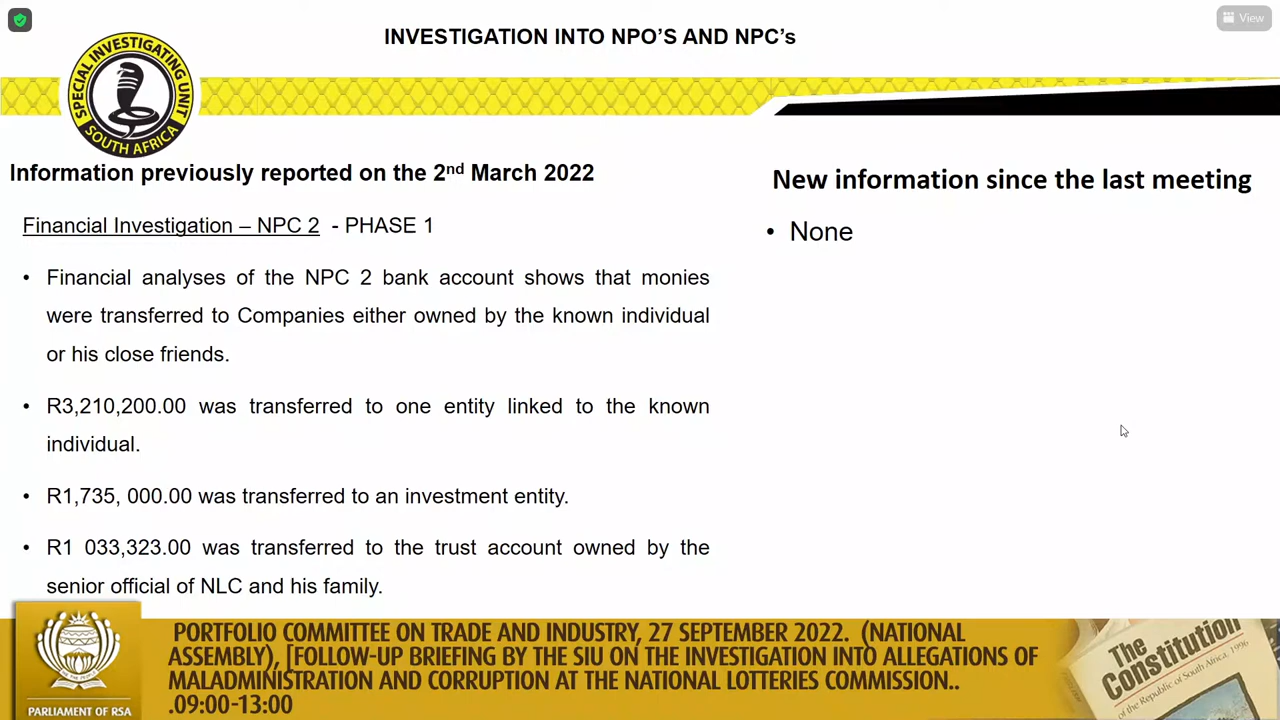 View
INVESTIGATION INTO NPO'S AND NPC's
SPECIAL INVESTIGATING UNIT
SOUTH AFRICA
Information previously reported on the 2nd March 2022
Financial Investigation – NPC 2 - PHASE 1
• Financial analyses of the NPC 2 bank account shows that monies
were transferred to Companies either owned by the known individual
or his close friends.
• R3,210,200.00 was transferred to one entity linked to the known
individual.
• R1,735, 000.00 was transferred to an investment entity.
• R1 033,323.00 was transferred to the trust account owned by the
senior official of NLC and his family.
New information since the last meeting
• None
PORTFOLIO COMMITTEE ON TRADE AND INDUSTRY, 27 SEPTEMBER 2022. (NATIONAL
ASSEMBLY), [FOLLOW-UP BRIEFING BY THE SIU ON THE INVESTIGATION INTO ALLEGATIONS OF
MALADMINISTRATION AND CORRUPTION AT THE NATIONAL LOTTERIES COMMISSION..
.09:00-13:00
PARLIAMENT OF RSA
The
Constitution
of the Republic of South Africa, 1996